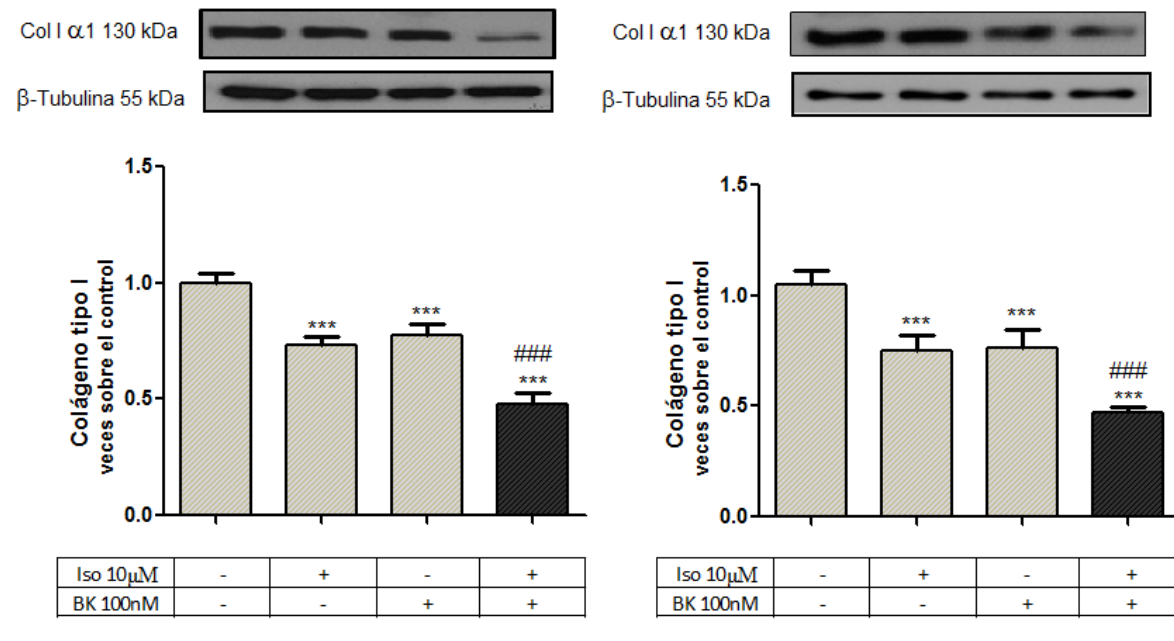 Col I α1 130 kDa
β-Tubulina 55 kDa
1.5
1.0
0.5
0.0
Colágeno tipo I
veces sobre el control
***
***
###
***
Iso 10μM - + - +
BK 100nM - - + +
Col I α1 130 kDa
β-Tubulina 55 kDa
1.5
1.0
0.5
0.0
Colágeno tipo I
veces sobre el control
***
***
###
***
Iso 10μM - + - +
BK 100nM - - + +